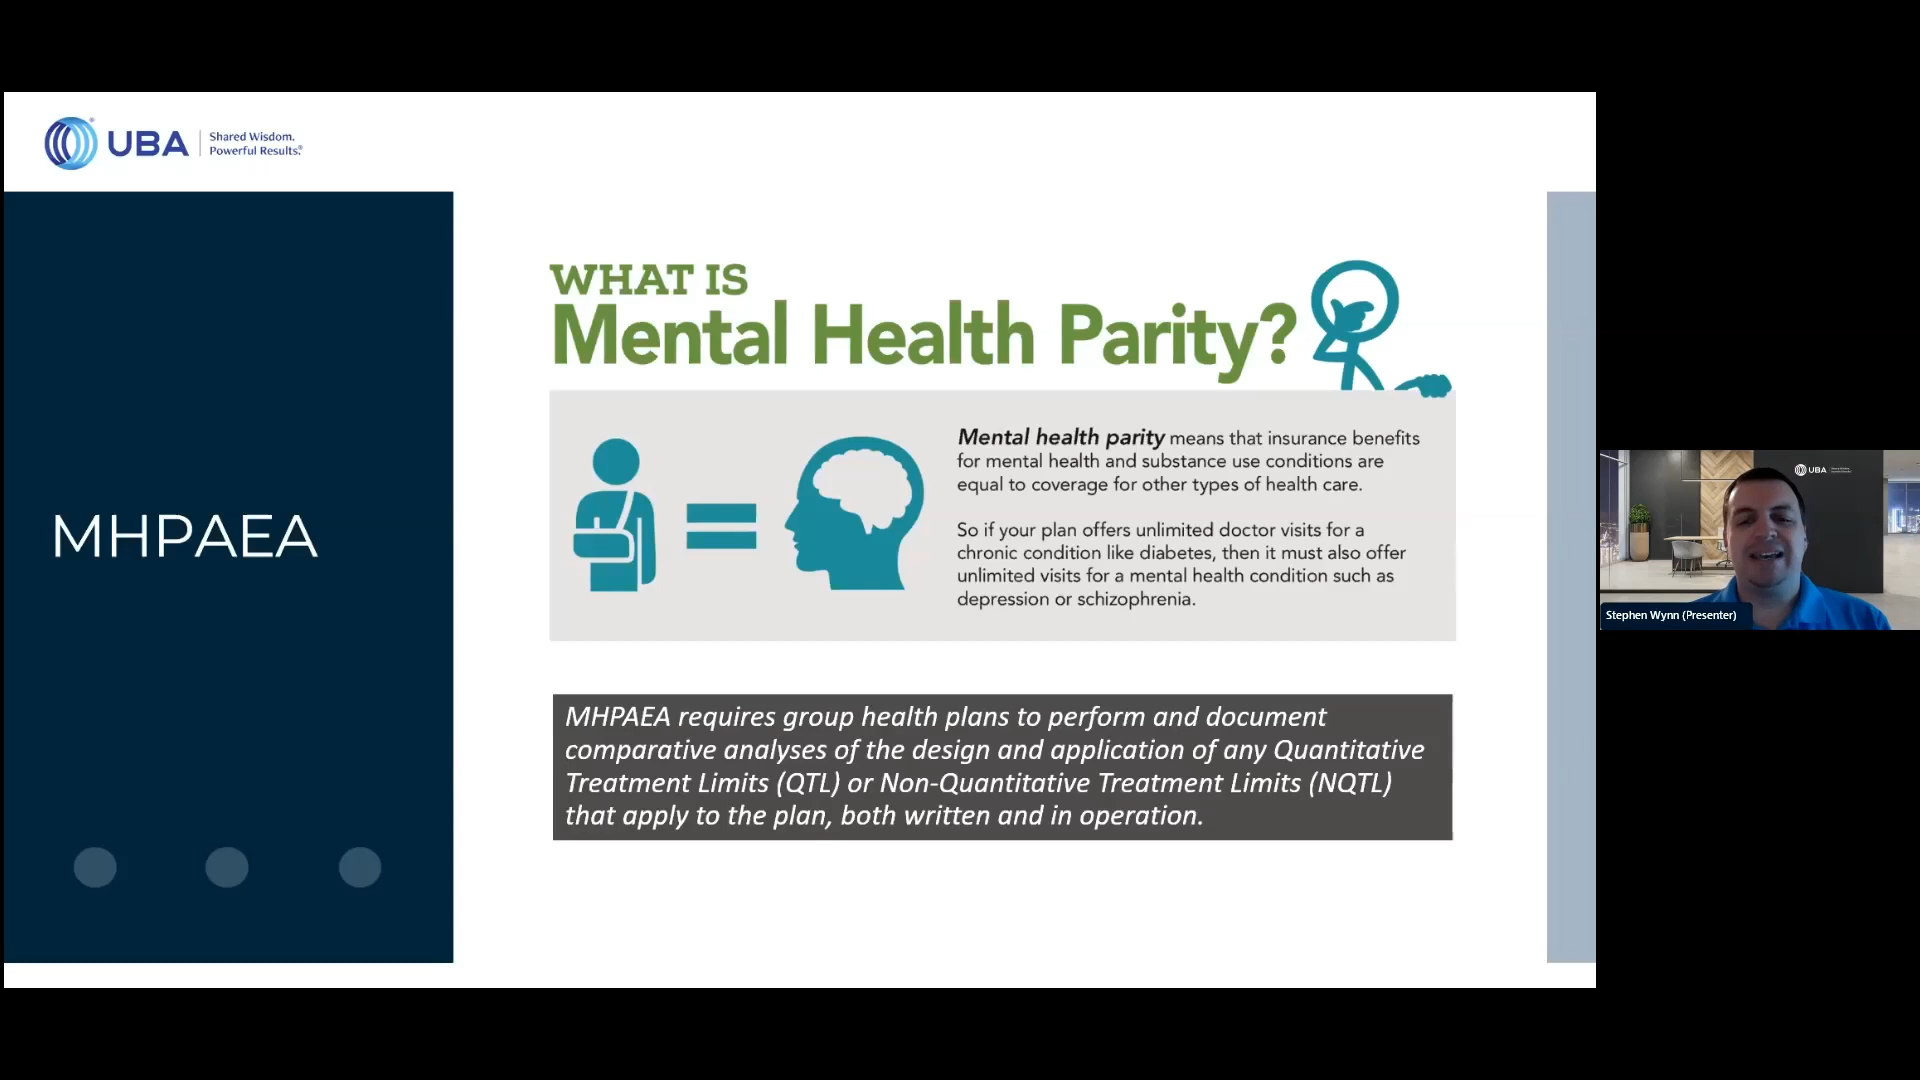 UBA
Shared Wisdom.
Powerful Results.®
MHPAEA
WHAT IS
Mental Health Parity?
Mental health parity means that insurance benefits
for mental health and substance use conditions are
equal to coverage for other types of health care.
So if your plan offers unlimited doctor visits for a
chronic condition like diabetes, then it must also offer
unlimited visits for a mental health condition such as
depression or schizophrenia.
MHPAEA requires group health plans to perform and document
comparative analyses of the design and application of any Quantitative
Treatment Limits (QTL) or Non-Quantitative Treatment Limits (NQTL)
that apply to the plan, both written and in operation.
UBA
Stephen Wynn (Presenter)